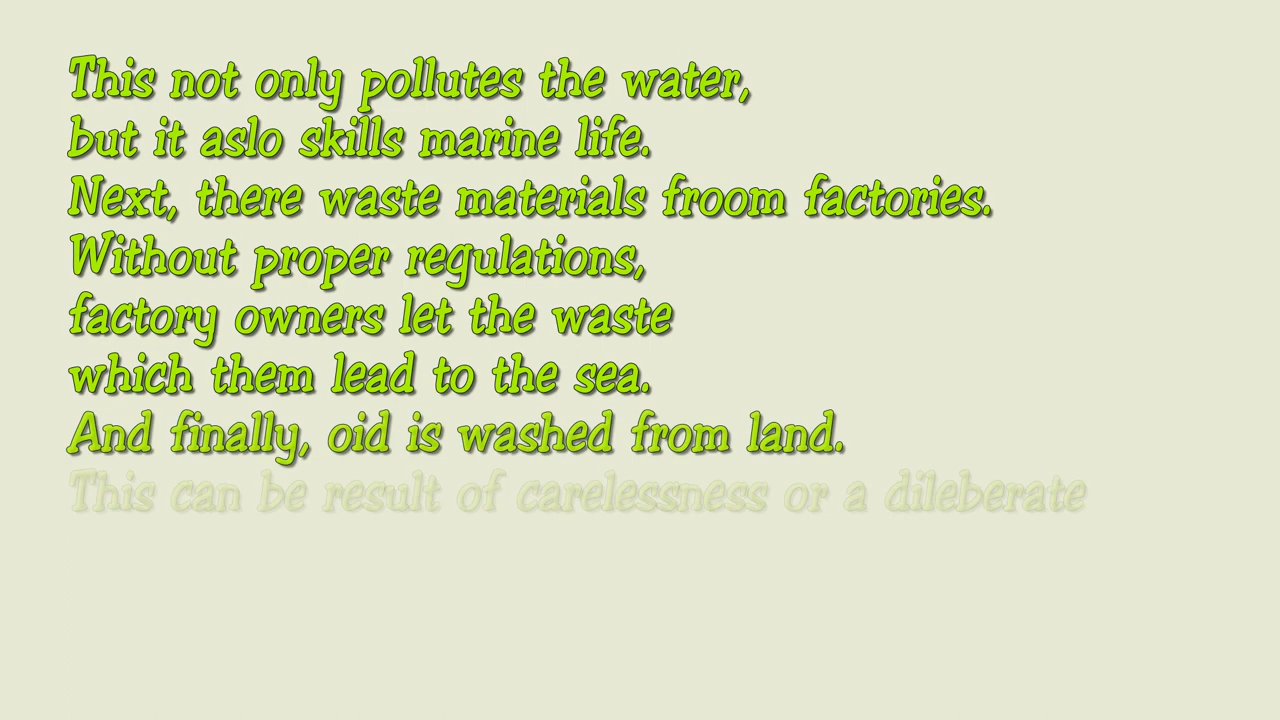 This not only pollutes the water,
but it aslo skills marine life.
Next, there waste materials froom factories.
Without proper regulations,
factory owners let the waste
which them lead to the sea.
And finally, oid is washed from land.
This can be result of carelessness or a dileberate